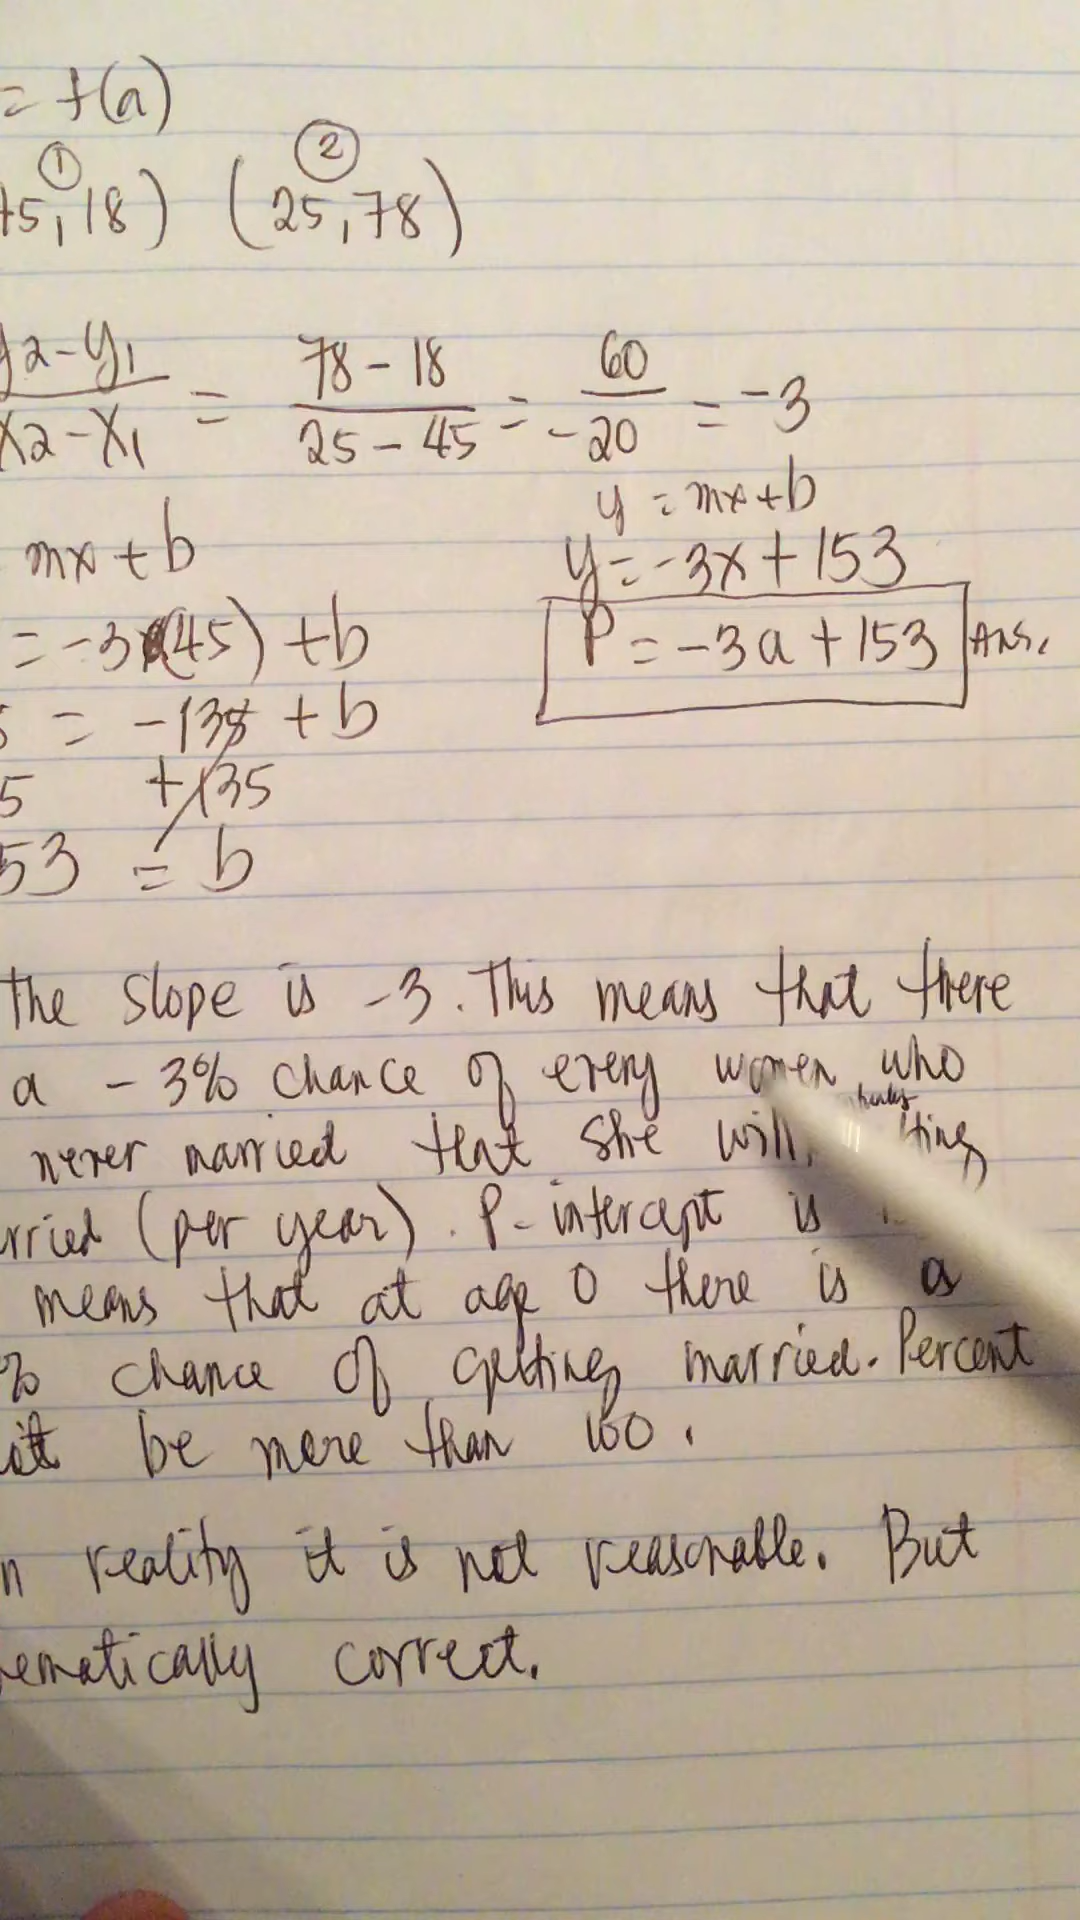 = f(a)
① ②
45, 18) (25, 78)
y2-y1 / x2-x1 = 78-18 / 25-45 = 60 / -20 = -3
mx+b
y = mx+b
y = -3x+153
= -3(45) +b
P = -3a+153 Ans.
= -135 +b
5 +135
53 = b
the slope is -3. This means that there
a -3% chance of every women who
never married that she will
rried (per year). P-intercept is
means that at age 0 there is a
% chance of getting married. Percent
be more than 100.
n reality it is not reasonable. But
ematically correct.